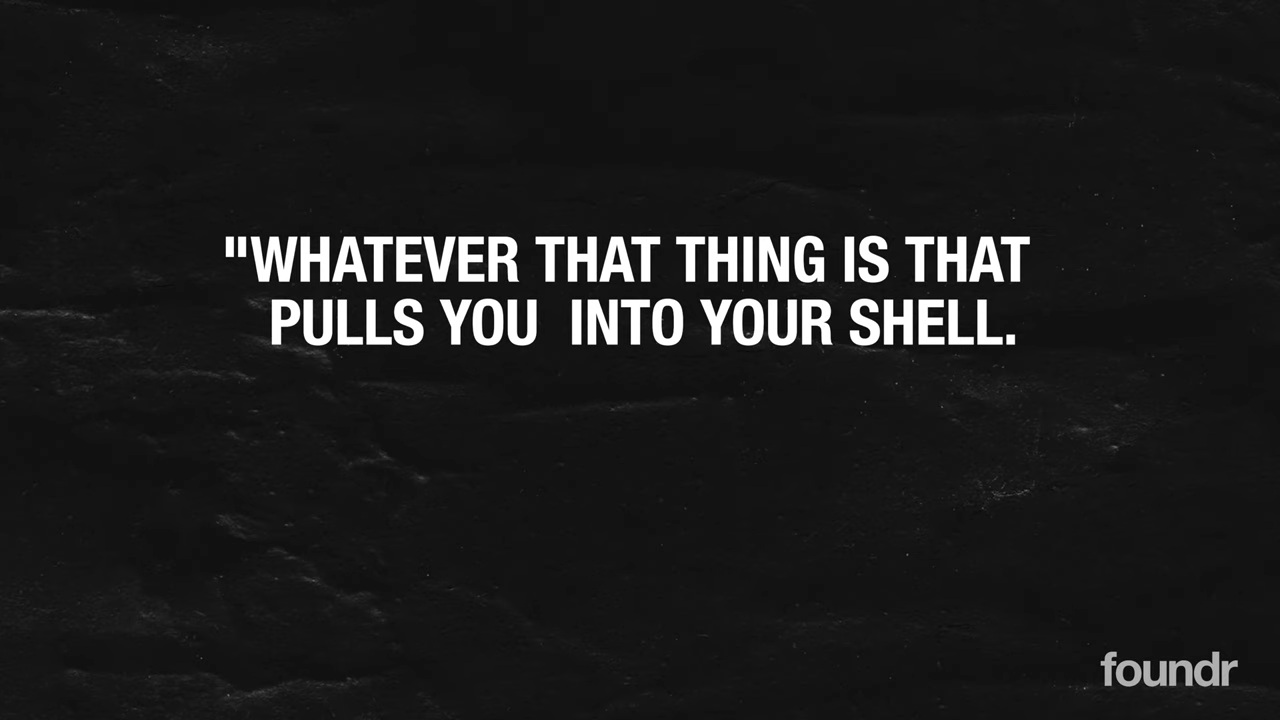 "WHATEVER THAT THING IS THAT
PULLS YOU  INTO YOUR SHELL.
foundr